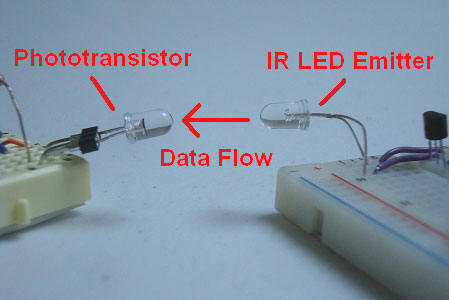 Phototransistor
IR LED Emitter
Data Flow